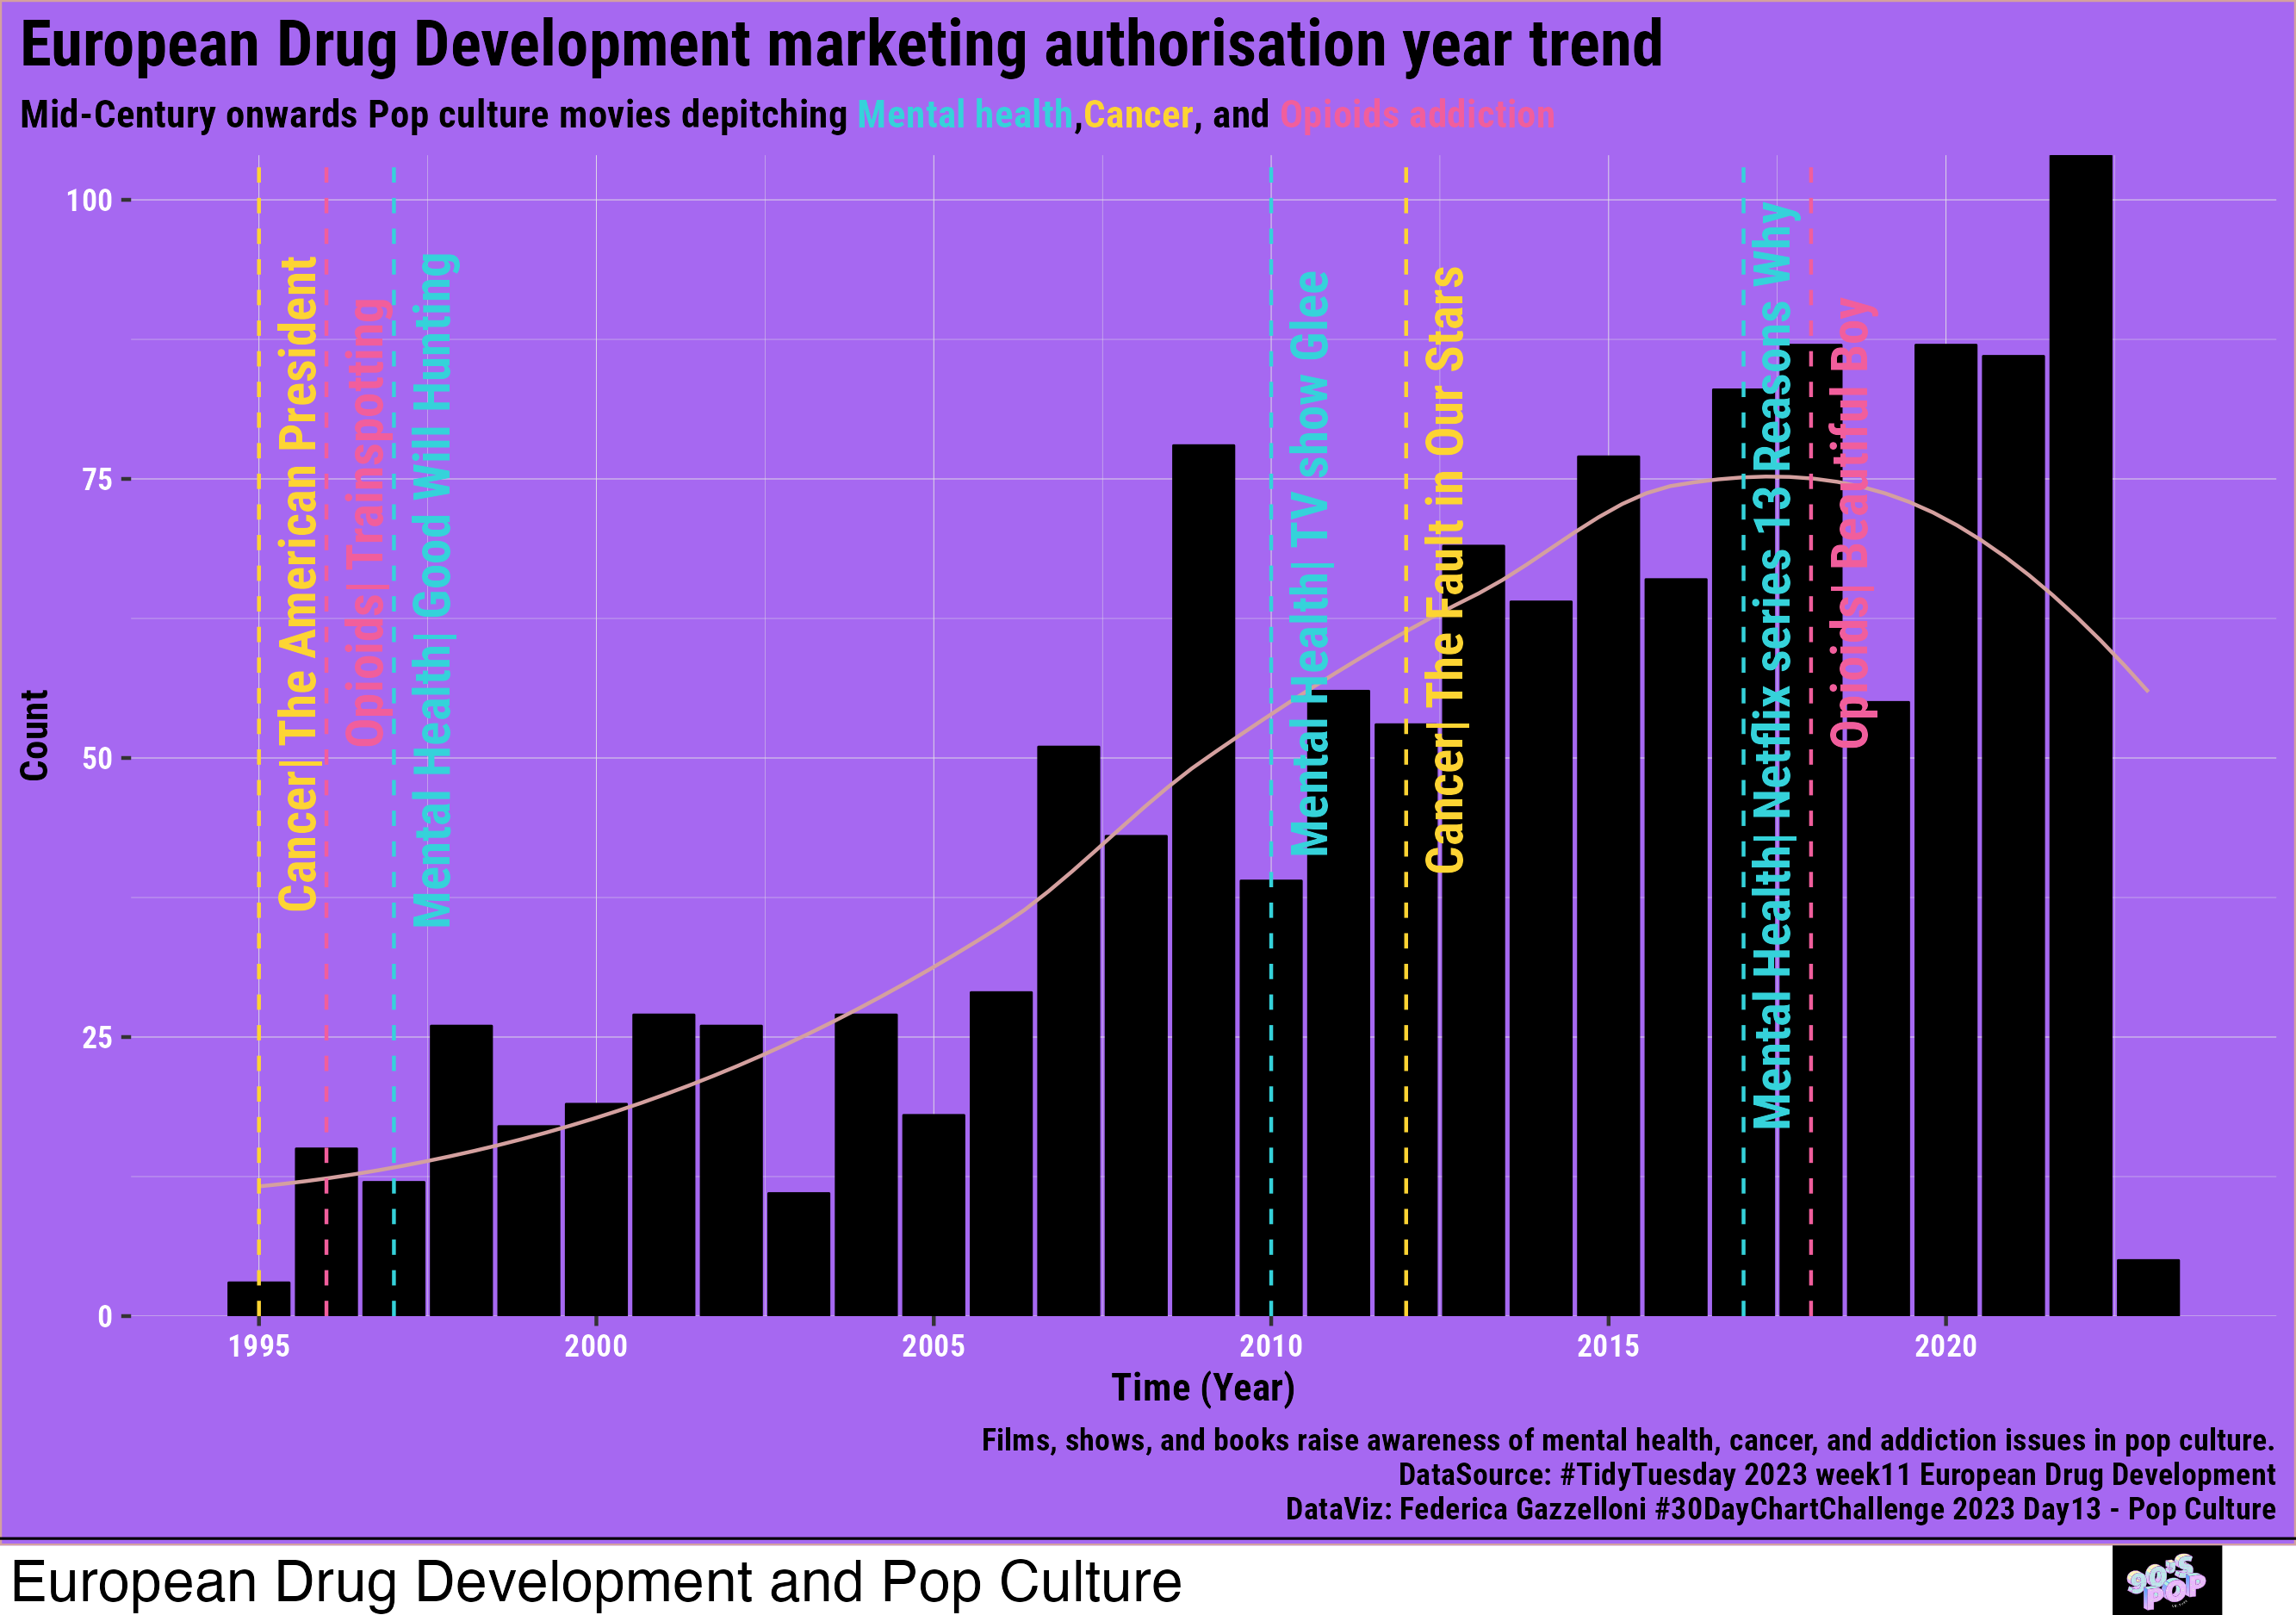 European Drug Development marketing authorisation year trend
Mid-Century onwards Pop culture movies depitching Mental health,Cancer, and Opioids addiction
100
75
50
25
0
Count
Cancer| The American President
Opioids| Trainspotting
Mental Health| Good Will Hunting
Mental Health| TV show Glee
Cancer| The Fault in Our Stars
Mental Health| Netflix series 13 Reasons Why
Opioids| Beautiful Boy
1995 2000 2005 2010 2015 2020
Time (Year)
Films, shows, and books raise awareness of mental health, cancer, and addiction issues in pop culture.
DataSource: #TidyTuesday 2023 week11 European Drug Development
DataViz: Federica Gazzelloni #30DayChartChallenge 2023 Day13 - Pop Culture
European Drug Development and Pop Culture
90'S
POP